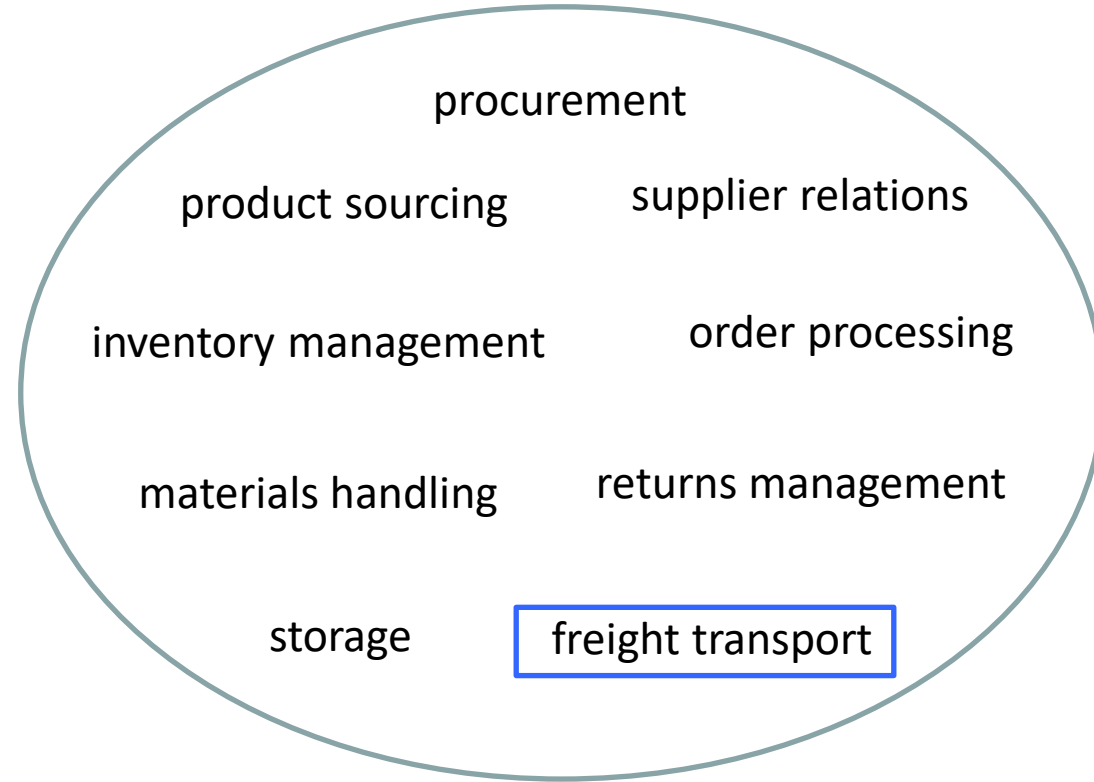 procurement
product sourcing
supplier relations
inventory management
order processing
materials handling
returns management
storage
freight transport